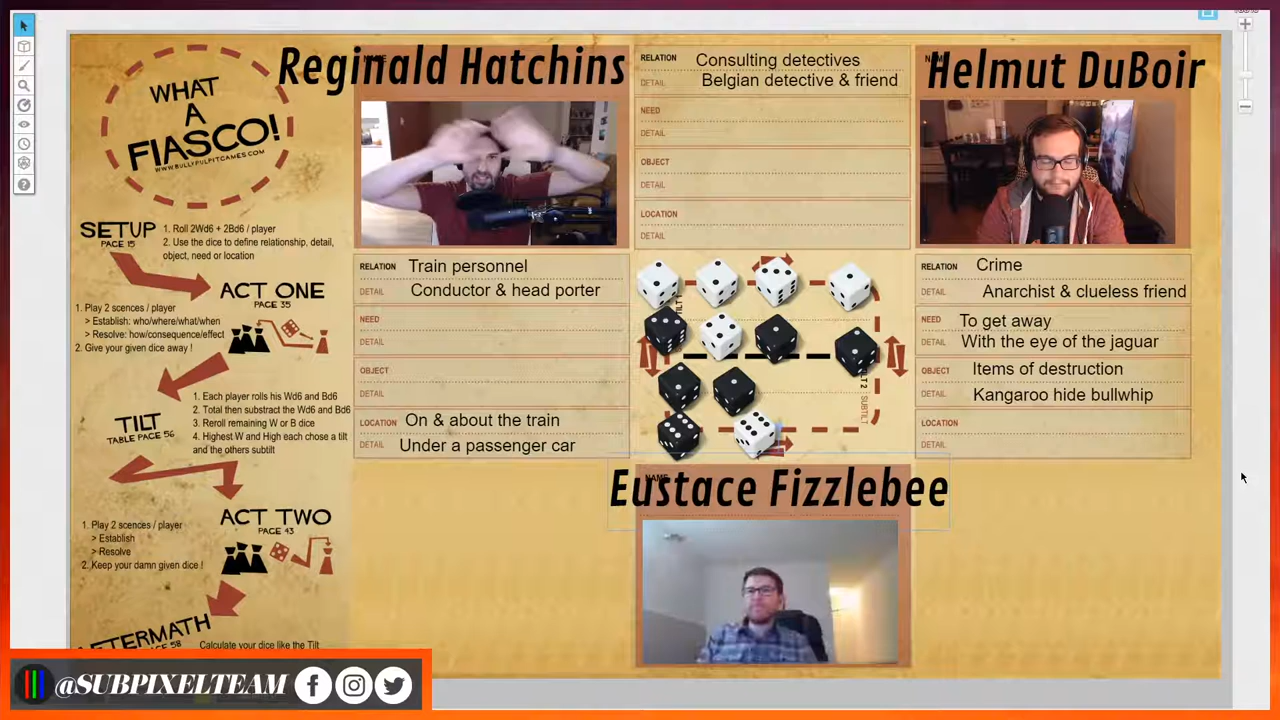 WHAT
A
FIASCO!
WWW.BULLYPULPITGAMES.COM
SETUP
PAGE 15
1. Roll 2Wd6 + 2Bd6 / player
2. Use the dice to define relationship, detail,
object, need or location
ACT ONE
PAGE 35
1. Play 2 scences / player
> Establish: who/where/what/when
> Resolve: how/consequence/effect
2. Give your given dice away !
TILT
TABLE PAGE 56
1. Each player rolls his Wd6 and Bd6
2. Total then substract the Wd6 and Bd6
3. Reroll remaining W or B dice
4. Highest W and High each chose a tilt
and the others subtilt
ACT TWO
PAGE 43
1. Play 2 scences / player
> Establish
> Resolve
2. Keep your damn given dice !
AFTERMATH
Calculate your dice like the Tilt
@SUBPIXELTEAM
Reginald Hatchins
RELATION Consulting detectives
DETAIL Belgian detective & friend
NEED
DETAIL
OBJECT
DETAIL
LOCATION
DETAIL
Helmut DuBoir
RELATION Train personnel
DETAIL Conductor & head porter
NEED
DETAIL
OBJECT
DETAIL
LOCATION On & about the train
DETAIL Under a passenger car
TILT 1
SUBTILT
RELATION Crime
DETAIL Anarchist & clueless friend
NEED To get away
DETAIL With the eye of the jaguar
OBJECT Items of destruction
DETAIL Kangaroo hide bullwhip
LOCATION
DETAIL
Eustace Fizzlebee